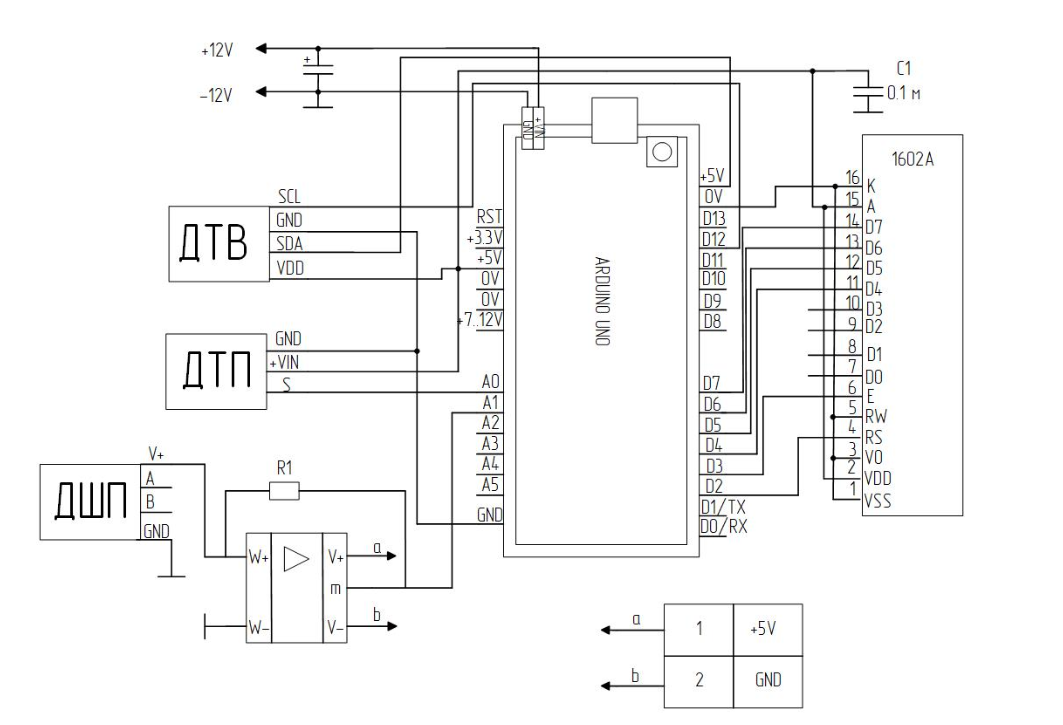 +12V
-12V
+
C1
0.1 м
GND
+VIN
1602A
SCL
GND
SDA
VDD
ДТВ
RST
+3.3V
+5V
0V
0V
+7..12V
ARDUINO UNO
+5V
0V
D13
D12
D11
D10
D9
D8
16 K
15 A
14 D7
13 D6
12 D5
11 D4
10 D3
9 D2
8 D1
7 D0
6 E
5 RW
4 RS
3 V0
2 VDD
1 VSS
ДТП
GND
+VIN
S
A0
A1
A2
A3
A4
A5
GND
D7
D6
D5
D4
D3
D2
D1/TX
D0/RX
ДШП
V+
A
B
GND
R1
W+
W-
V+
m
V-
a
b
a 1 +5V
b 2 GND